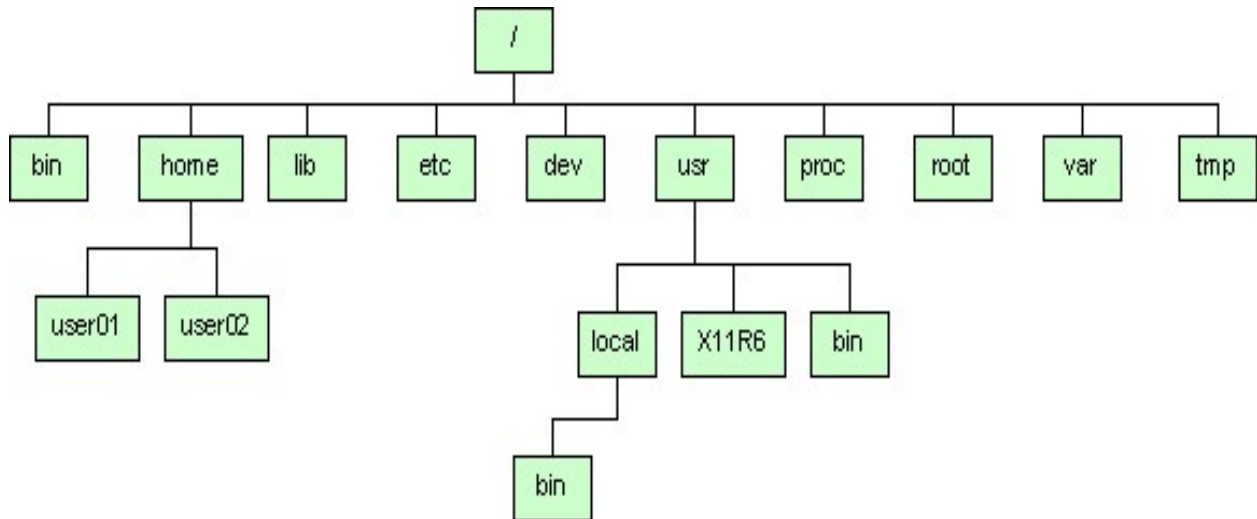 /
bin home lib etc dev usr proc root var tmp
user01 user02 local X11R6 bin
bin